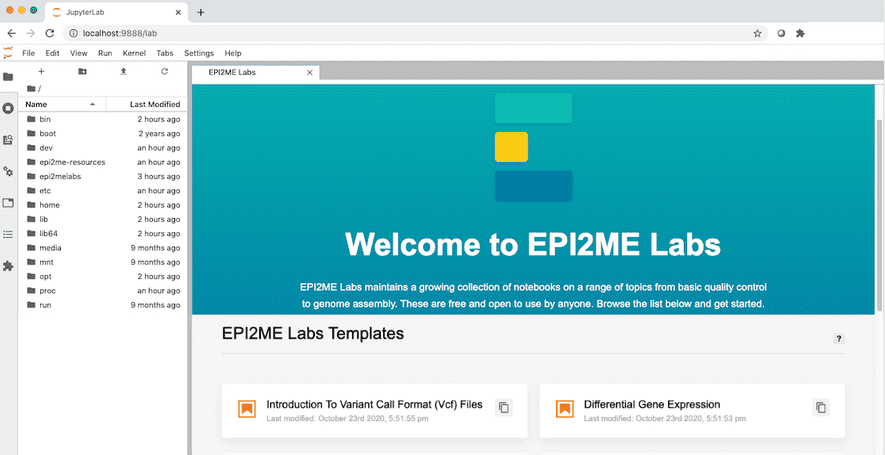 JupyterLab
localhost:9888/lab
File Edit View Run Kernel Tabs Settings Help
EPI2ME Labs
/
Name Last Modified
bin 2 hours ago
boot 2 years ago
dev an hour ago
epi2me-resources an hour ago
epi2melabs 3 hours ago
etc an hour ago
home 2 hours ago
lib 2 hours ago
lib64 2 hours ago
media 9 months ago
mnt 9 months ago
opt 2 hours ago
proc an hour ago
run 9 months ago
Welcome to EPI2ME Labs
EPI2ME Labs maintains a growing collection of notebooks on a range of topics from basic quality control
to genome assembly. These are free and open to use by anyone. Browse the list below and get started.
EPI2ME Labs Templates
?
Introduction To Variant Call Format (Vcf) Files
Last modified: October 23rd 2020, 5:51:55 pm
Differential Gene Expression
Last modified: October 23rd 2020, 5:51:53 pm